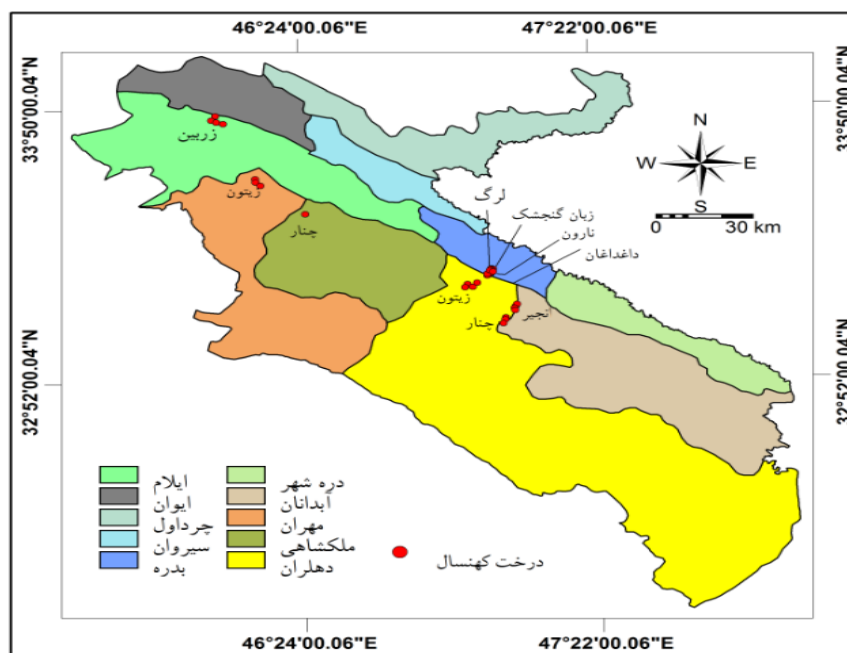 46°24'00.06"E
47°22'00.06"E
33°50'00.04"N
33°50'00.04"N
N
W E
S
0 30 km
زربین
زیتون
چنار
لرگ
زبان گنجشک
نارون
داغداغان
زیتون
انجیر
چنار
32°52'00.04"N
32°52'00.04"N
ایلام
ایوان
چرداول
سیروان
بدره
دره شهر
آبدانان
مهران
ملکشاهی
دهلران
درخت کهنسال
46°24'00.06"E
47°22'00.06"E